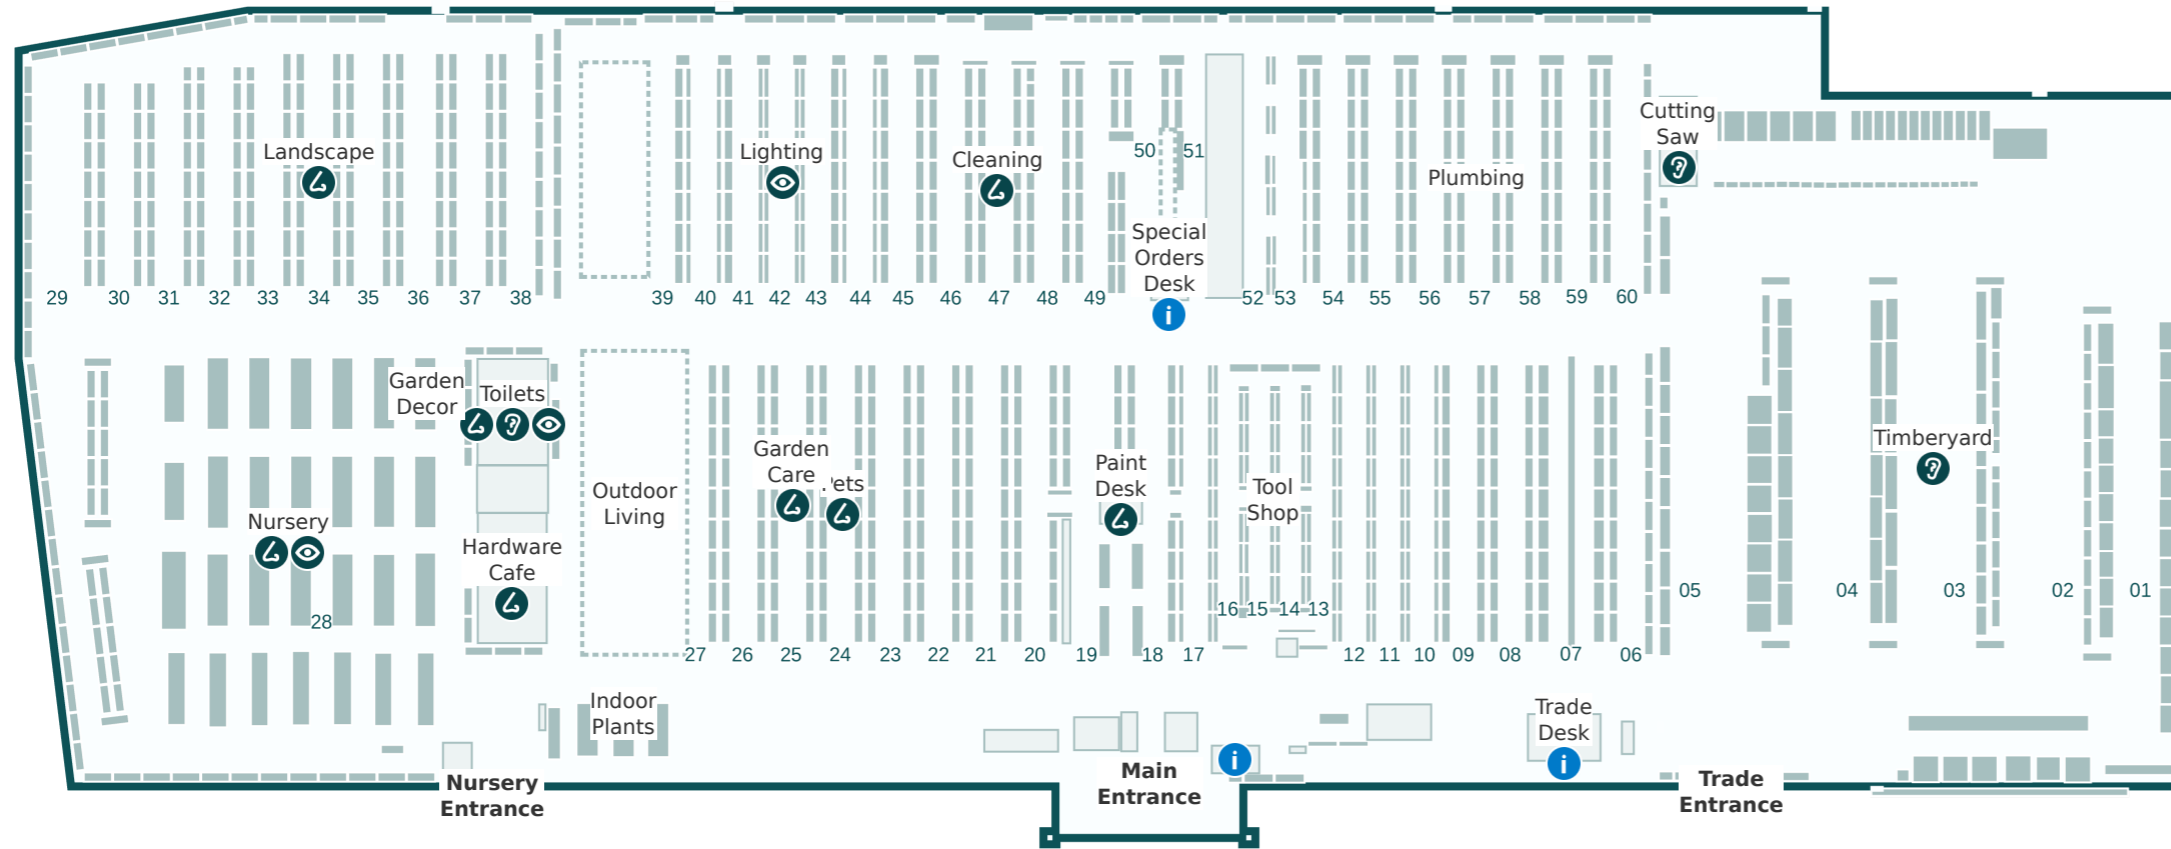 Cutting
Saw
Landscape
Lighting
Cleaning
50
51
Plumbing
Special
Orders
Desk
29
30
31
32
33
34
35
36
37
38
39
40
41
42
43
44
45
46
47
48
49
52
53
54
55
56
57
58
59
60
Garden
Decor
Toilets
Garden
Care
Pets
Paint
Desk
Tool
Shop
Timberyard
Outdoor
Living
Nursery
Hardware
Cafe
28
16
15
14
13
05
04
03
02
01
27
26
25
24
23
22
21
20
19
18
17
12
11
10
09
08
07
06
Indoor
Plants
Trade
Desk
Nursery
Entrance
Main
Entrance
Trade
Entrance